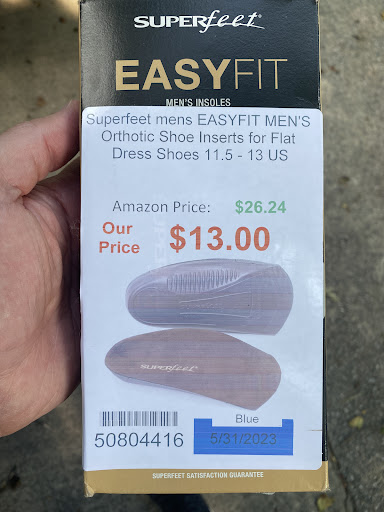 SUPERfeet®
EASYFIT
MEN'S INSOLES
Superfeet mens EASYFIT MEN'S
Orthotic Shoe Inserts for Flat
Dress Shoes 11.5 - 13 US
Amazon Price: $26.24
Our
Price
$13.00
SUPERfeet
Blue
50804416
5/31/2023
SUPERFEET SATISFACTION GUARANTEE